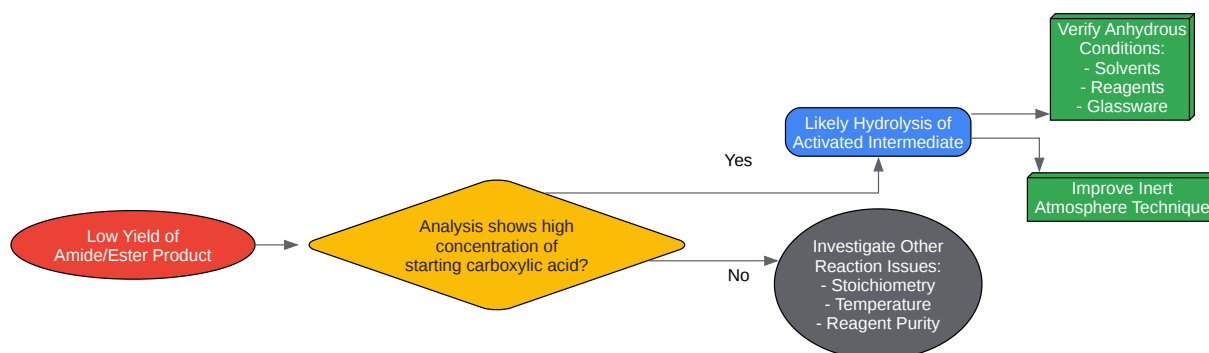 Low Yield of
Amide/Ester Product
Analysis shows high
concentration of
starting carboxylic acid?
Yes
No
Likely Hydrolysis of
Activated Intermediate
Investigate Other
Reaction Issues:
- Stoichiometry
- Temperature
- Reagent Purity
Verify Anhydrous
Conditions:
- Solvents
- Reagents
- Glassware
Improve Inert
Atmosphere Technique